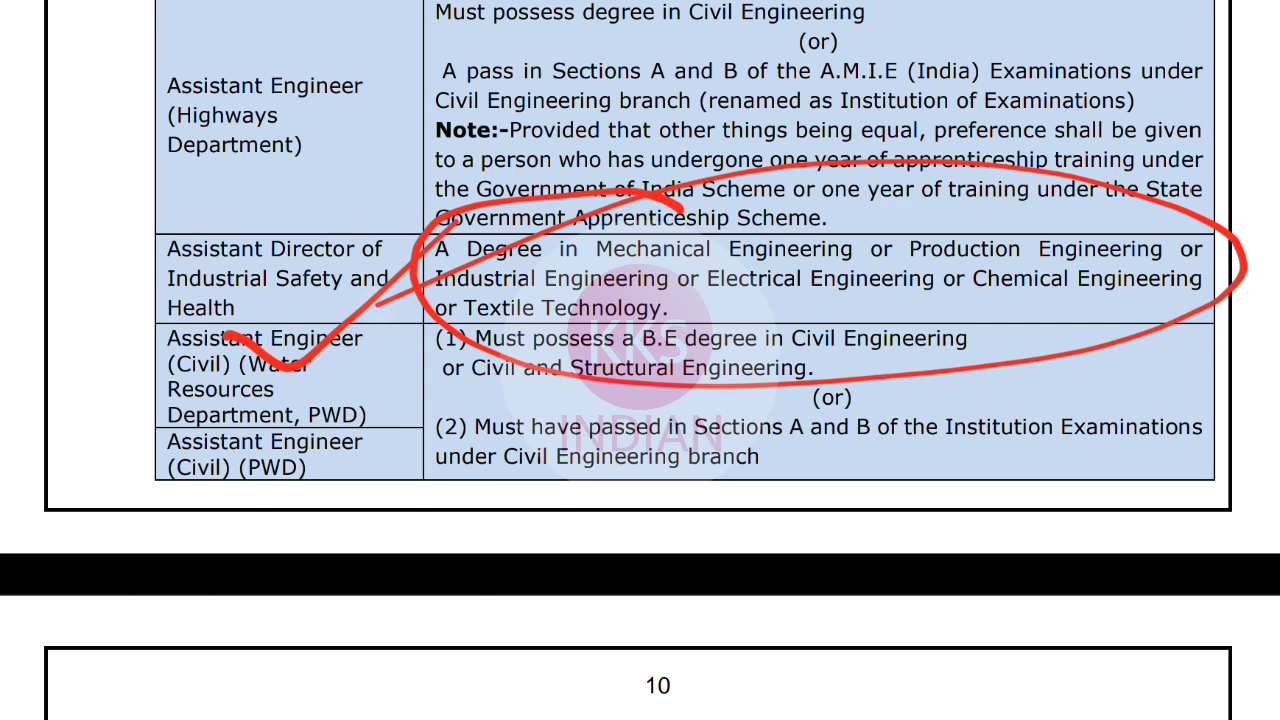 Must possess degree in Civil Engineering
(or)
A pass in Sections A and B of the A.M.I.E (India) Examinations under
Civil Engineering branch (renamed as Institution of Examinations)
Assistant Engineer
(Highways
Department)
Note:-Provided that other things being equal, preference shall be given
to a person who has undergone one year of apprenticeship training under
the Government of India Scheme or one year of training under the State
Government Apprenticeship Scheme.
Assistant Director of
Industrial Safety and
Health
A Degree in Mechanical Engineering or Production Engineering or
Industrial Engineering or Electrical Engineering or Chemical Engineering
or Textile Technology.
Assistant Engineer
(Civil) (Water
Resources
Department, PWD)
Assistant Engineer
(Civil) (PWD)
(1) Must possess a B.E degree in Civil Engineering
or Civil and Structural Engineering.
(or)
(2) Must have passed in Sections A and B of the Institution Examinations
under Civil Engineering branch
KKS
INDIAN
10